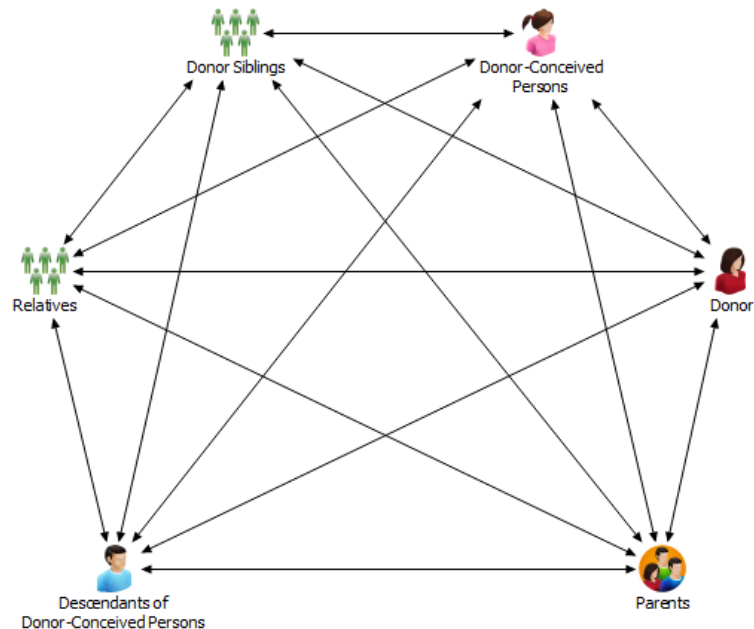 Donor Siblings
Donor-Conceived
Persons
Relatives
Donor
Descendants of
Donor-Conceived Persons
Parents